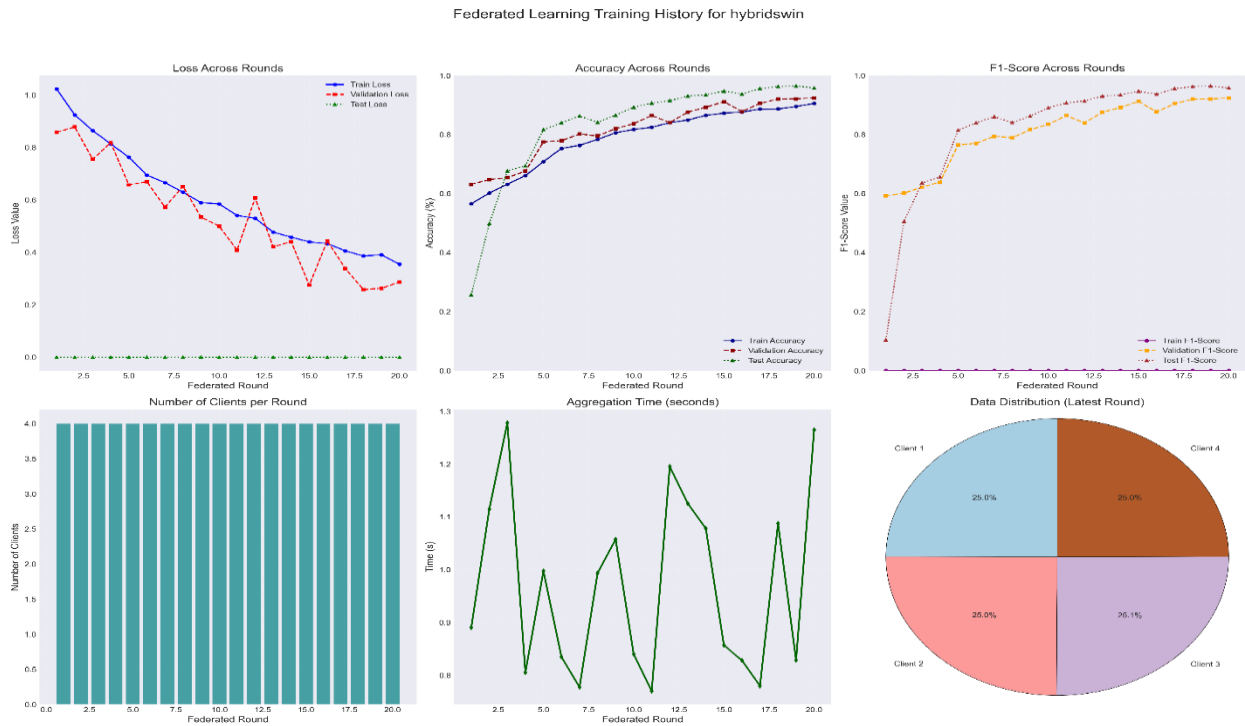 Federated Learning Training History for hybridswin
Loss Across Rounds
Loss Value
1.0
0.8
0.6
0.4
0.2
0.0
Train Loss
Validation Loss
Test Loss
2.5 5.0 7.5 10.0 12.5 15.0 17.5 20.0
Federated Round
Accuracy Across Rounds
Accuracy (%)
1.0
0.8
0.6
0.4
0.2
0.0
Train Accuracy
Validation Accuracy
Test Accuracy
2.5 5.0 7.5 10.0 12.5 15.0 17.5 20.0
Federated Round
F1-Score Across Rounds
F1-Score Value
1.0
0.8
0.6
0.4
0.2
0.0
Train F1-Score
Validation F1-Score
Test F1-Score
2.5 5.0 7.5 10.0 12.5 15.0 17.5 20.0
Federated Round
Number of Clients per Round
Number of Clients
4.0
3.5
3.0
2.5
2.0
1.5
1.0
0.5
0.0
0.0 2.5 5.0 7.5 10.0 12.5 15.0 17.5 20.0
Federated Round
Aggregation Time (seconds)
Time (s)
1.3
1.2
1.1
1.0
0.9
0.8
2.5 5.0 7.5 10.0 12.5 15.0 17.5 20.0
Federated Round
Data Distribution (Latest Round)
Client 1
25.0%
Client 4
25.0%
Client 2
25.0%
Client 3
25.1%